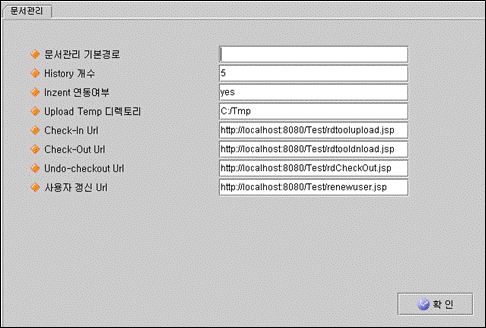 문서관리
문서관리 기본경로
History 개수 5
Inzent 연동여부 yes
Upload Temp 디렉토리 C:/Tmp
Check-In Url http://localhost:8080/Test/rdtoolupload.jsp
Check-Out Url http://localhost:8080/Test/rdtooldnload.jsp
Undo-checkout Url http://localhost:8080/Test/rdCheckOut.jsp
사용자 갱신 Url http://localhost:8080/Test/renewuser.jsp
확 인